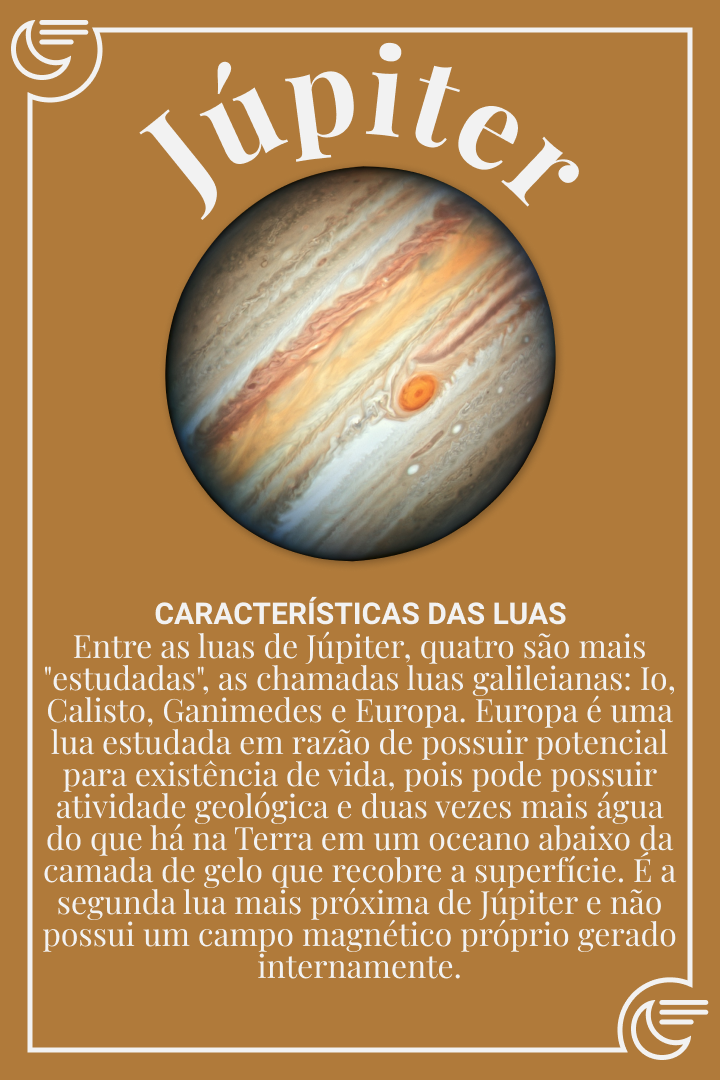 Júpiter
CARACTERÍSTICAS DAS LUAS
Entre as luas de Júpiter, quatro são mais
"estudadas", as chamadas luas galileianas: Io,
Calisto, Ganimedes e Europa. Europa é uma
lua estudada em razão de possuir potencial
para existência de vida, pois pode possuir
atividade geológica e duas vezes mais água
do que há na Terra em um oceano abaixo da
camada de gelo que recobre a superfície. É a
segunda lua mais próxima de Júpiter e não
possui um campo magnético próprio gerado
internamente.